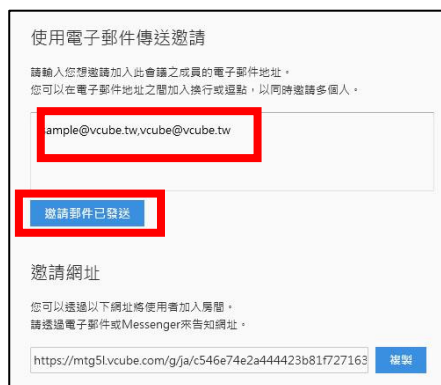 使用電子郵件傳送邀請
請輸入您想邀請加入此會議之成員的電子郵件地址。
您可以在電子郵件地址之間加入換行或逗點，以同時邀請多個人。
sample@vcube.tw,vcube@vcube.tw
邀請郵件已發送
邀請網址
您可以透過以下網址將使用者加入房間。
請透過電子郵件或Messenger來告知網址。
https://mtg5l.vcube.com/g/ja/c546e74e2a444423b81f727163
複製